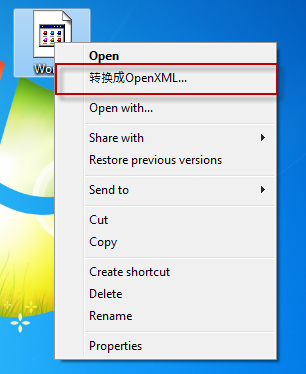 Open
转换成OpenXML...
Open with...
Share with
Restore previous versions
Send to
Cut
Copy
Create shortcut
Delete
Rename
Properties